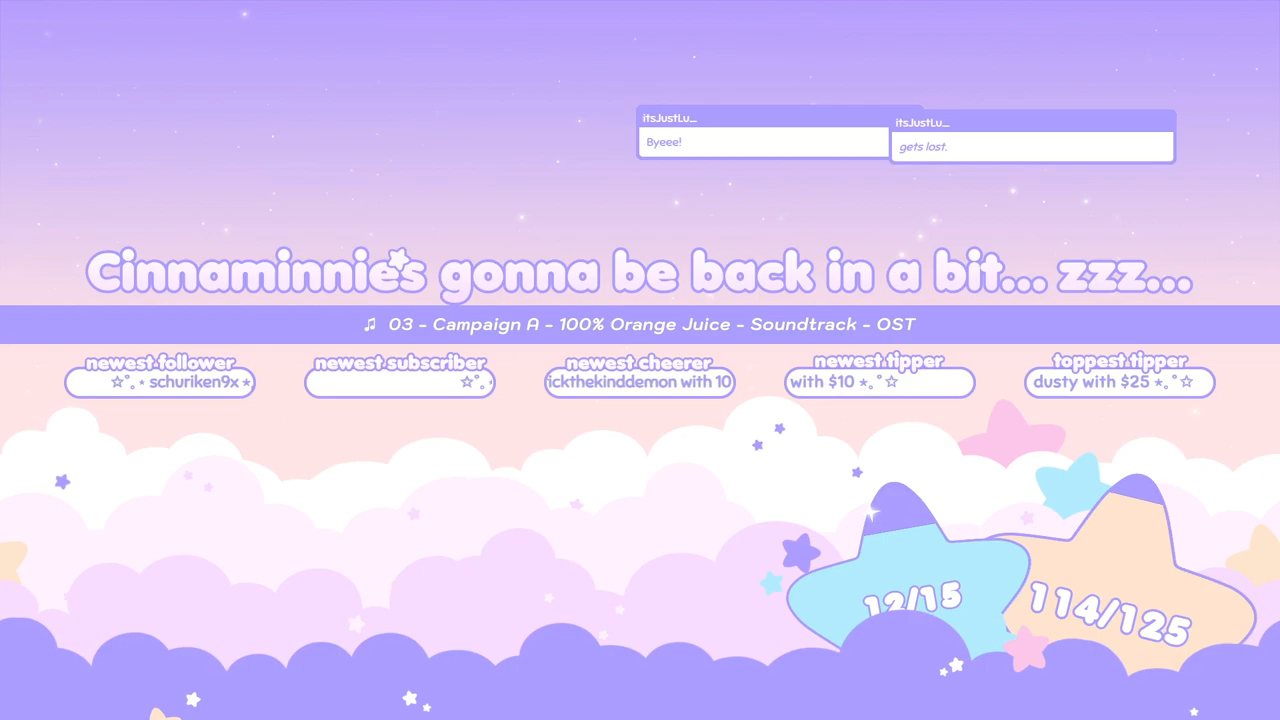 itsJustLu_
Byeee!
itsJustLu_
gets lost.
Cinnaminnies gonna be back in a bit... zzz...
♫ 03 - Campaign A - 100% Orange Juice - Soundtrack - OST
newest follower
☆˚｡⋆ schuriken9x ⋆
newest subscriber
☆˚｡⋆
newest cheerer
ickthekinddemon with 10
newest tipper
with $10 ⋆｡˚☆
toppest tipper
dusty with $25 ⋆｡˚☆
12/15
114/125